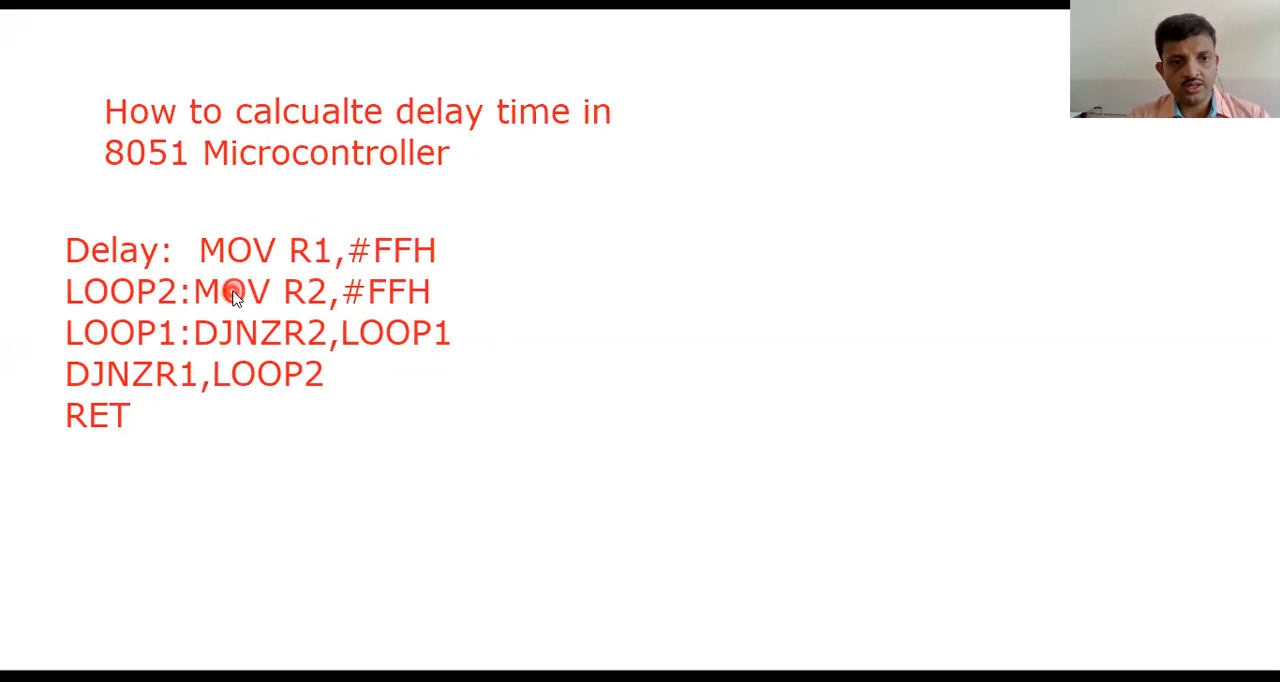 How to calcualte delay time in
8051 Microcontroller
Delay: MOV R1,#FFH
LOOP2:MOV R2,#FFH
LOOP1:DJNZR2,LOOP1
DJNZR1,LOOP2
RET